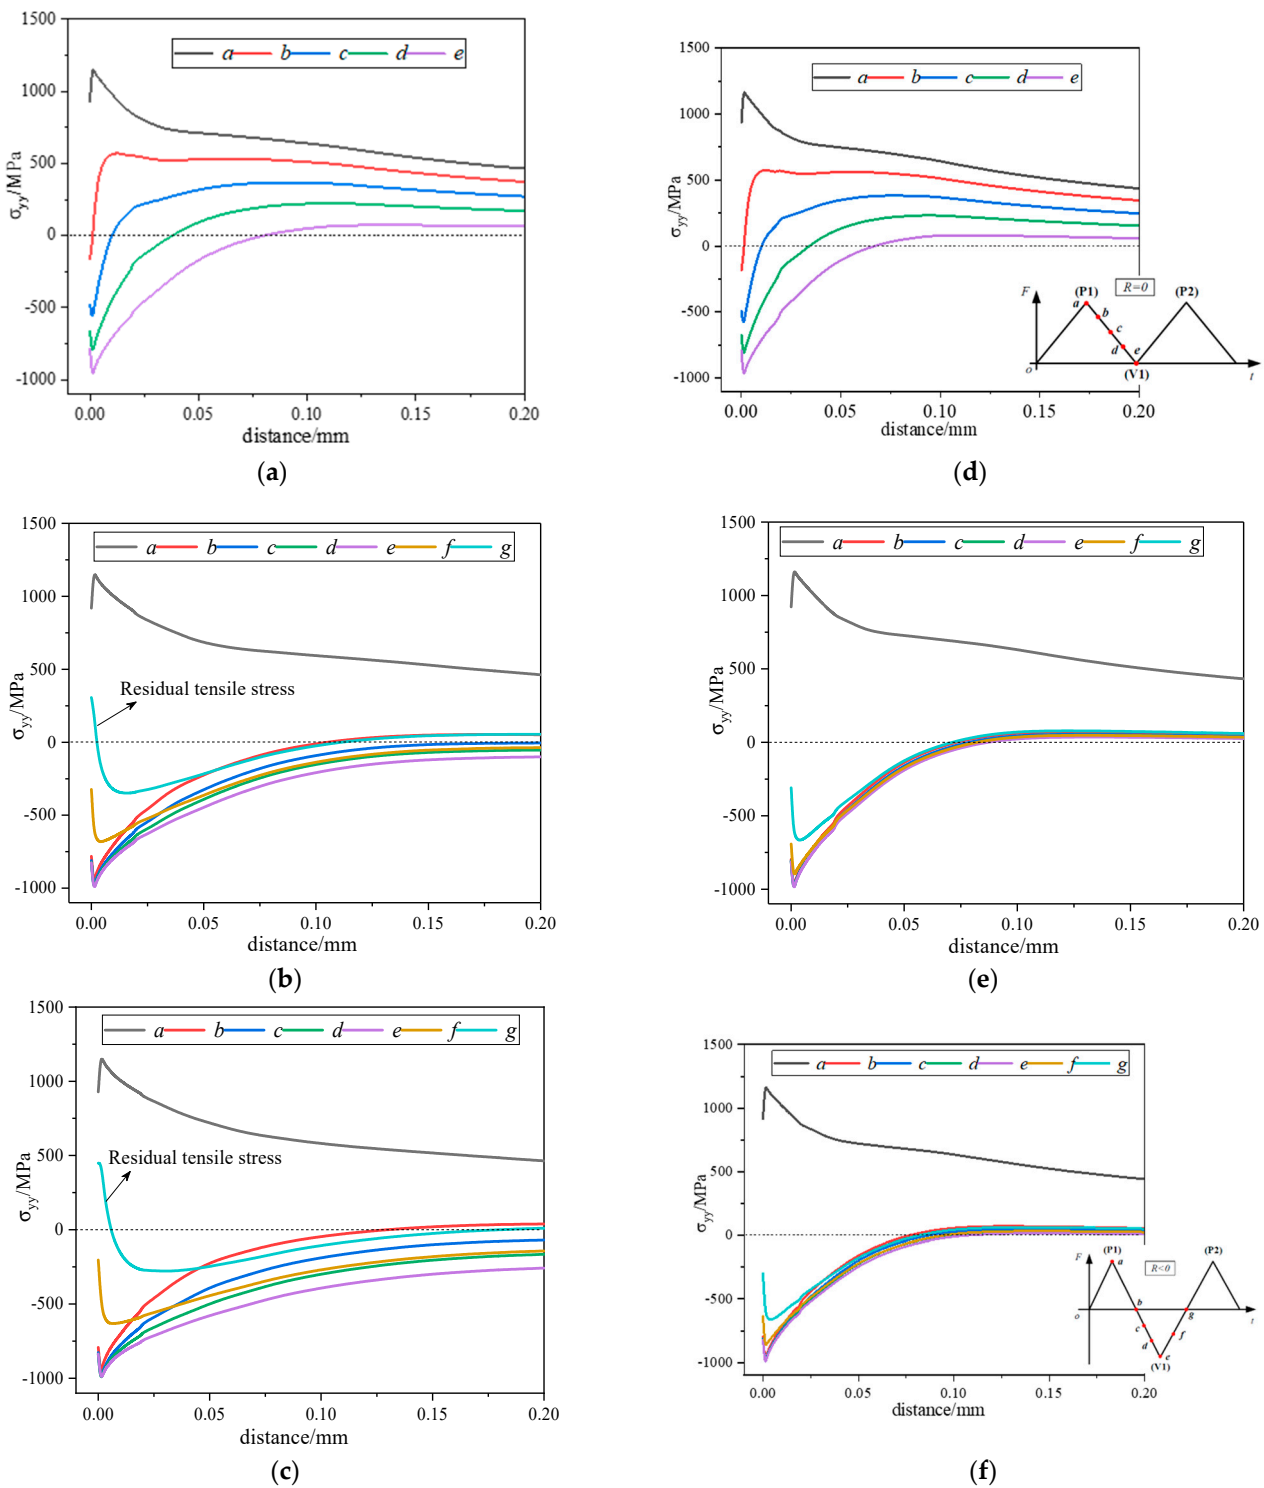 1500
1000
500
0
-500
-1000
σyy/MPa
a b c d e
0.00 0.05 0.10 0.15 0.20
distance/mm
(a)
1500
1000
500
0
-500
-1000
σyy/MPa
a b c d e
F
(P1)
R=0
(P2)
a
b
c
d
e
o
(V1)
t
0.00 0.05 0.10 0.15 0.20
distance/mm
(d)
1500
1000
500
0
-500
-1000
σyy/MPa
a b c d e f g
Residual tensile stress
0.00 0.05 0.10 0.15 0.20
distance/mm
(b)
1500
1000
500
0
-500
-1000
σyy/MPa
a b c d e f g
0.00 0.05 0.10 0.15 0.20
distance/mm
(e)
1500
1000
500
0
-500
-1000
σyy/MPa
a b c d e f g
Residual tensile stress
0.00 0.05 0.10 0.15 0.20
distance/mm
(c)
1500
1000
500
0
-500
-1000
σyy/MPa
a b c d e f g
F
(P1)
a
R<0
(P2)
b
o
g
t
c
f
d
e
(V1)
0.00 0.05 0.10 0.15 0.20
distance/mm
(f)